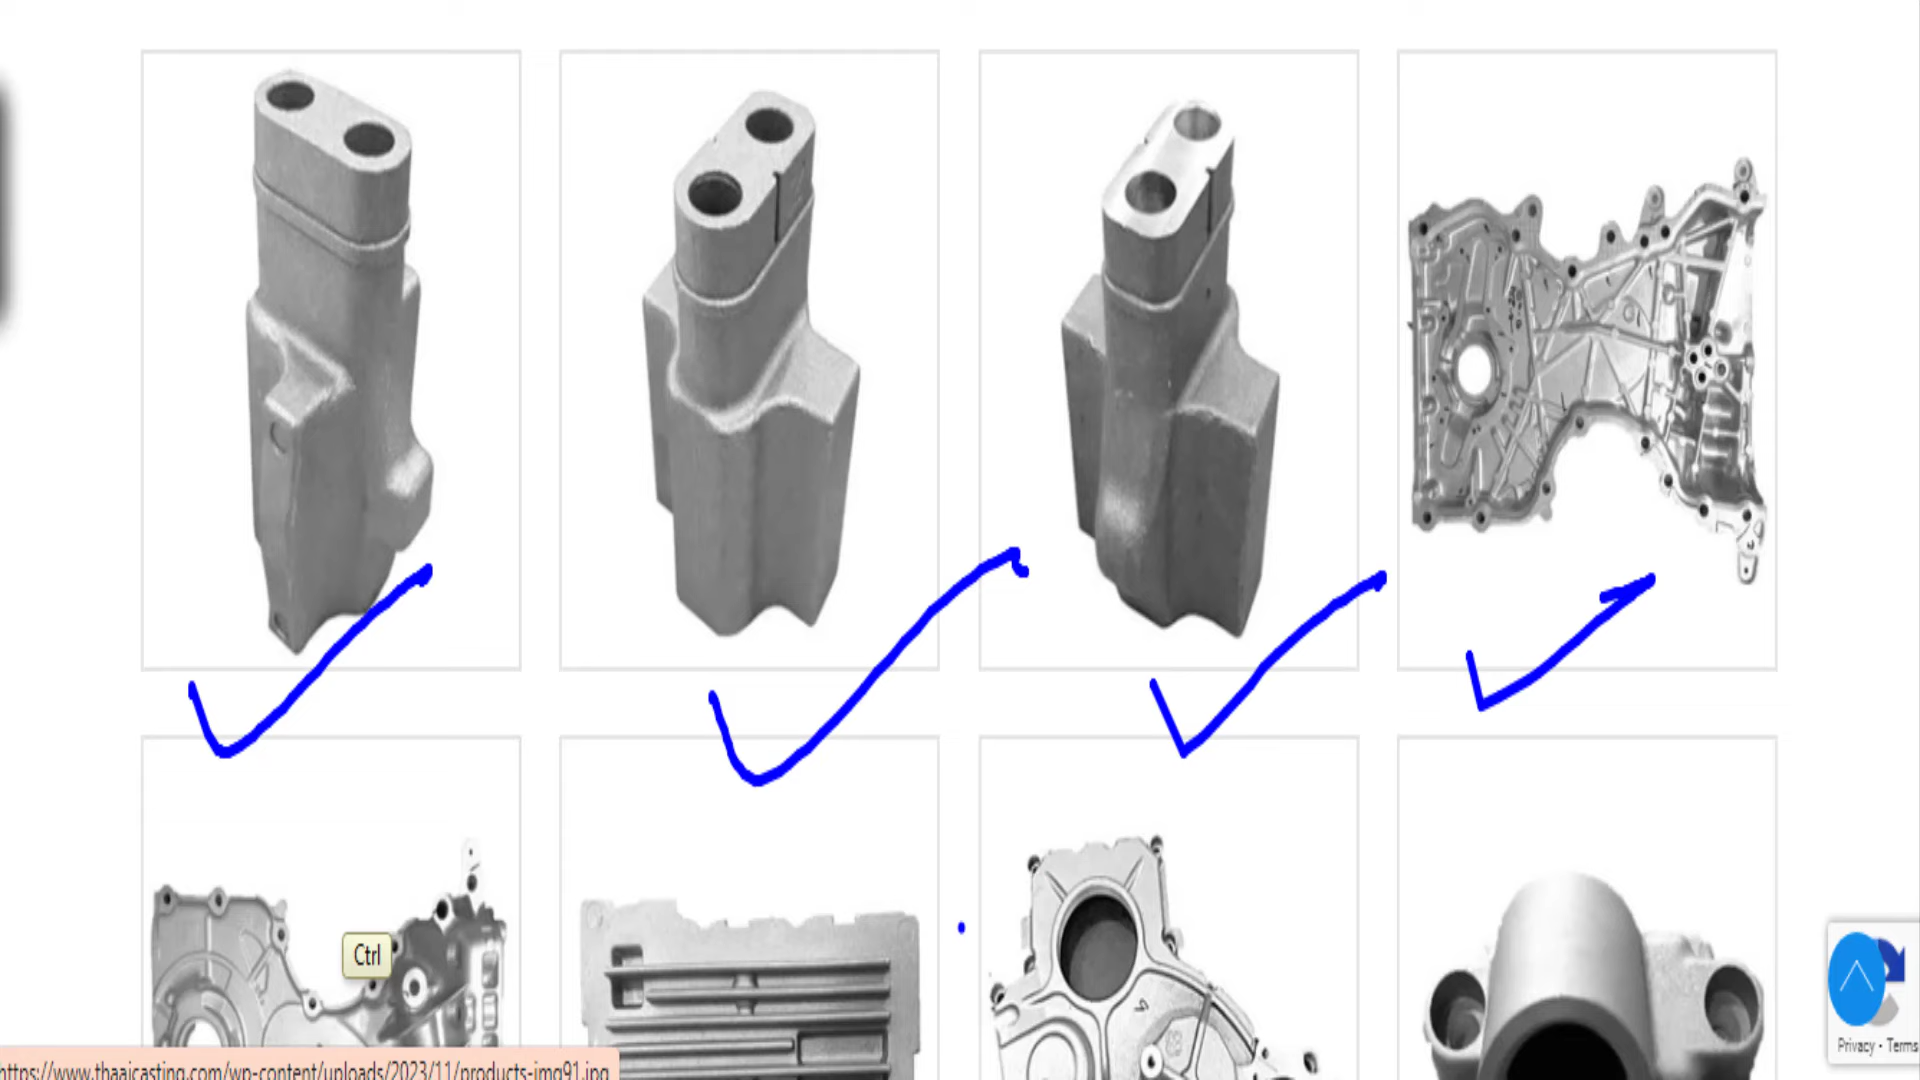 Ctrl
Privacy - Terms
https://www.thaaicasting.com/wp-content/uploads/2023/11/products-img91.jpg